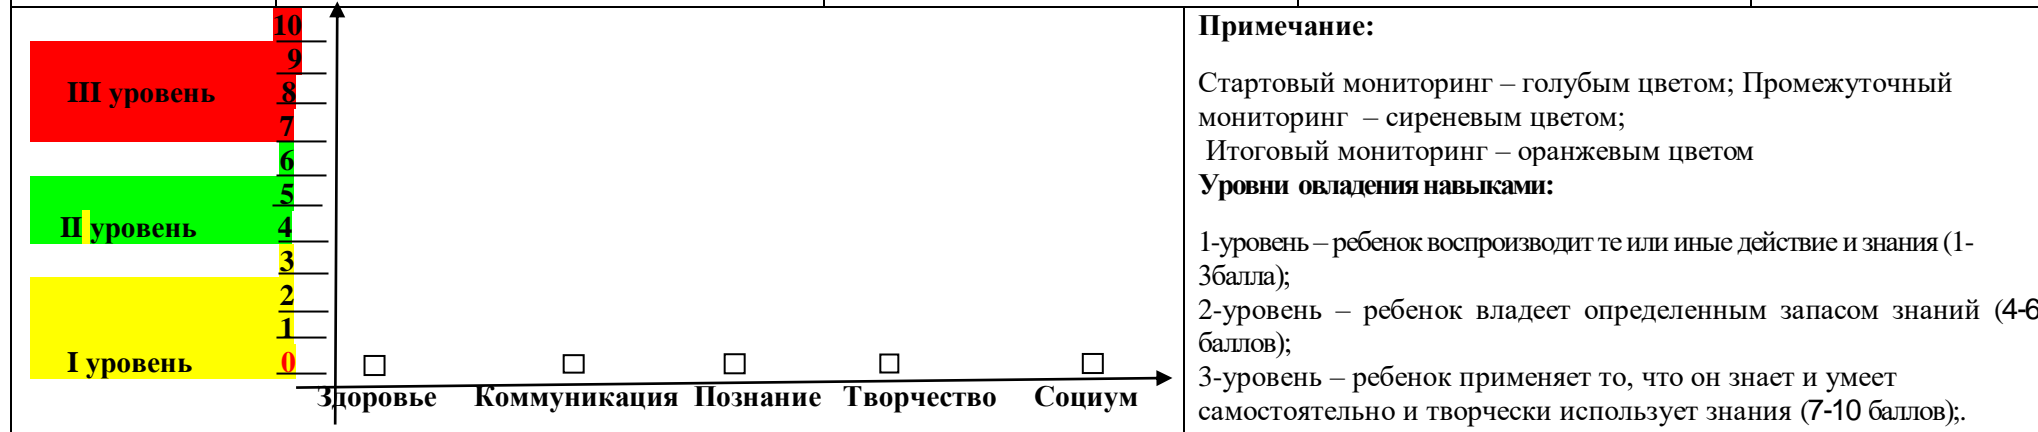 10
9
III уровень
8
7
6
5
II уровень
4
3
2
1
I уровень
0
Здоровье Коммуникация Познание Творчество Социум
Примечание:
Стартовый мониторинг – голубым цветом; Промежуточный
мониторинг – сиреневым цветом;
Итоговый мониторинг – оранжевым цветом
Уровни овладения навыками:
1-уровень – ребенок воспроизводит те или иные действие и знания (1-
3балла);
2-уровень – ребенок владеет определенным запасом знаний (4-6
баллов);
3-уровень – ребенок применяет то, что он знает и умеет
самостоятельно и творчески использует знания (7-10 баллов);.